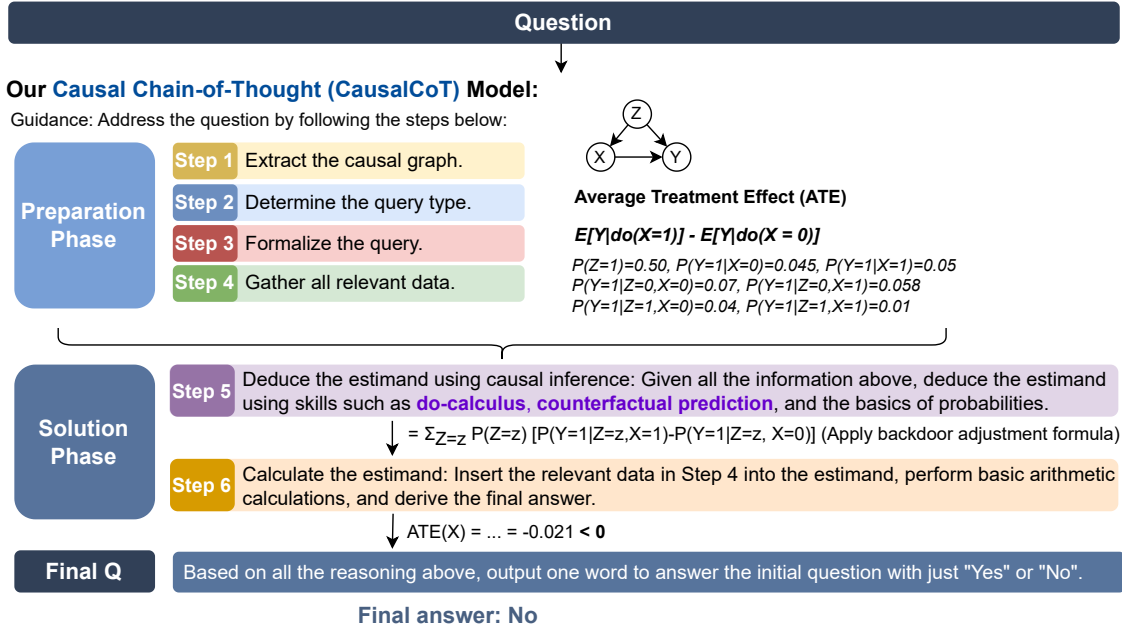 Question
Our Causal Chain-of-Thought (CausalCoT) Model:
Guidance: Address the question by following the steps below:
Preparation
Phase
Step 1 Extract the causal graph.
Step 2 Determine the query type.
Step 3 Formalize the query.
Step 4 Gather all relevant data.
Z
X Y
Average Treatment Effect (ATE)
E[Y|do(X=1)] - E[Y|do(X = 0)]
P(Z=1)=0.50, P(Y=1|X=0)=0.045, P(Y=1|X=1)=0.05
P(Y=1|Z=0,X=0)=0.07, P(Y=1|Z=0,X=1)=0.058
P(Y=1|Z=1,X=0)=0.04, P(Y=1|Z=1,X=1)=0.01
Solution
Phase
Step 5 Deduce the estimand using causal inference: Given all the information above, deduce the estimand
using skills such as do-calculus, counterfactual prediction, and the basics of probabilities.
= Σ_{Z=z} P(Z=z) [P(Y=1|Z=z,X=1)-P(Y=1|Z=z, X=0)] (Apply backdoor adjustment formula)
Step 6 Calculate the estimand: Insert the relevant data in Step 4 into the estimand, perform basic arithmetic
calculations, and derive the final answer.
ATE(X) = ... = -0.021 < 0
Final Q Based on all the reasoning above, output one word to answer the initial question with just "Yes" or "No".
Final answer: No